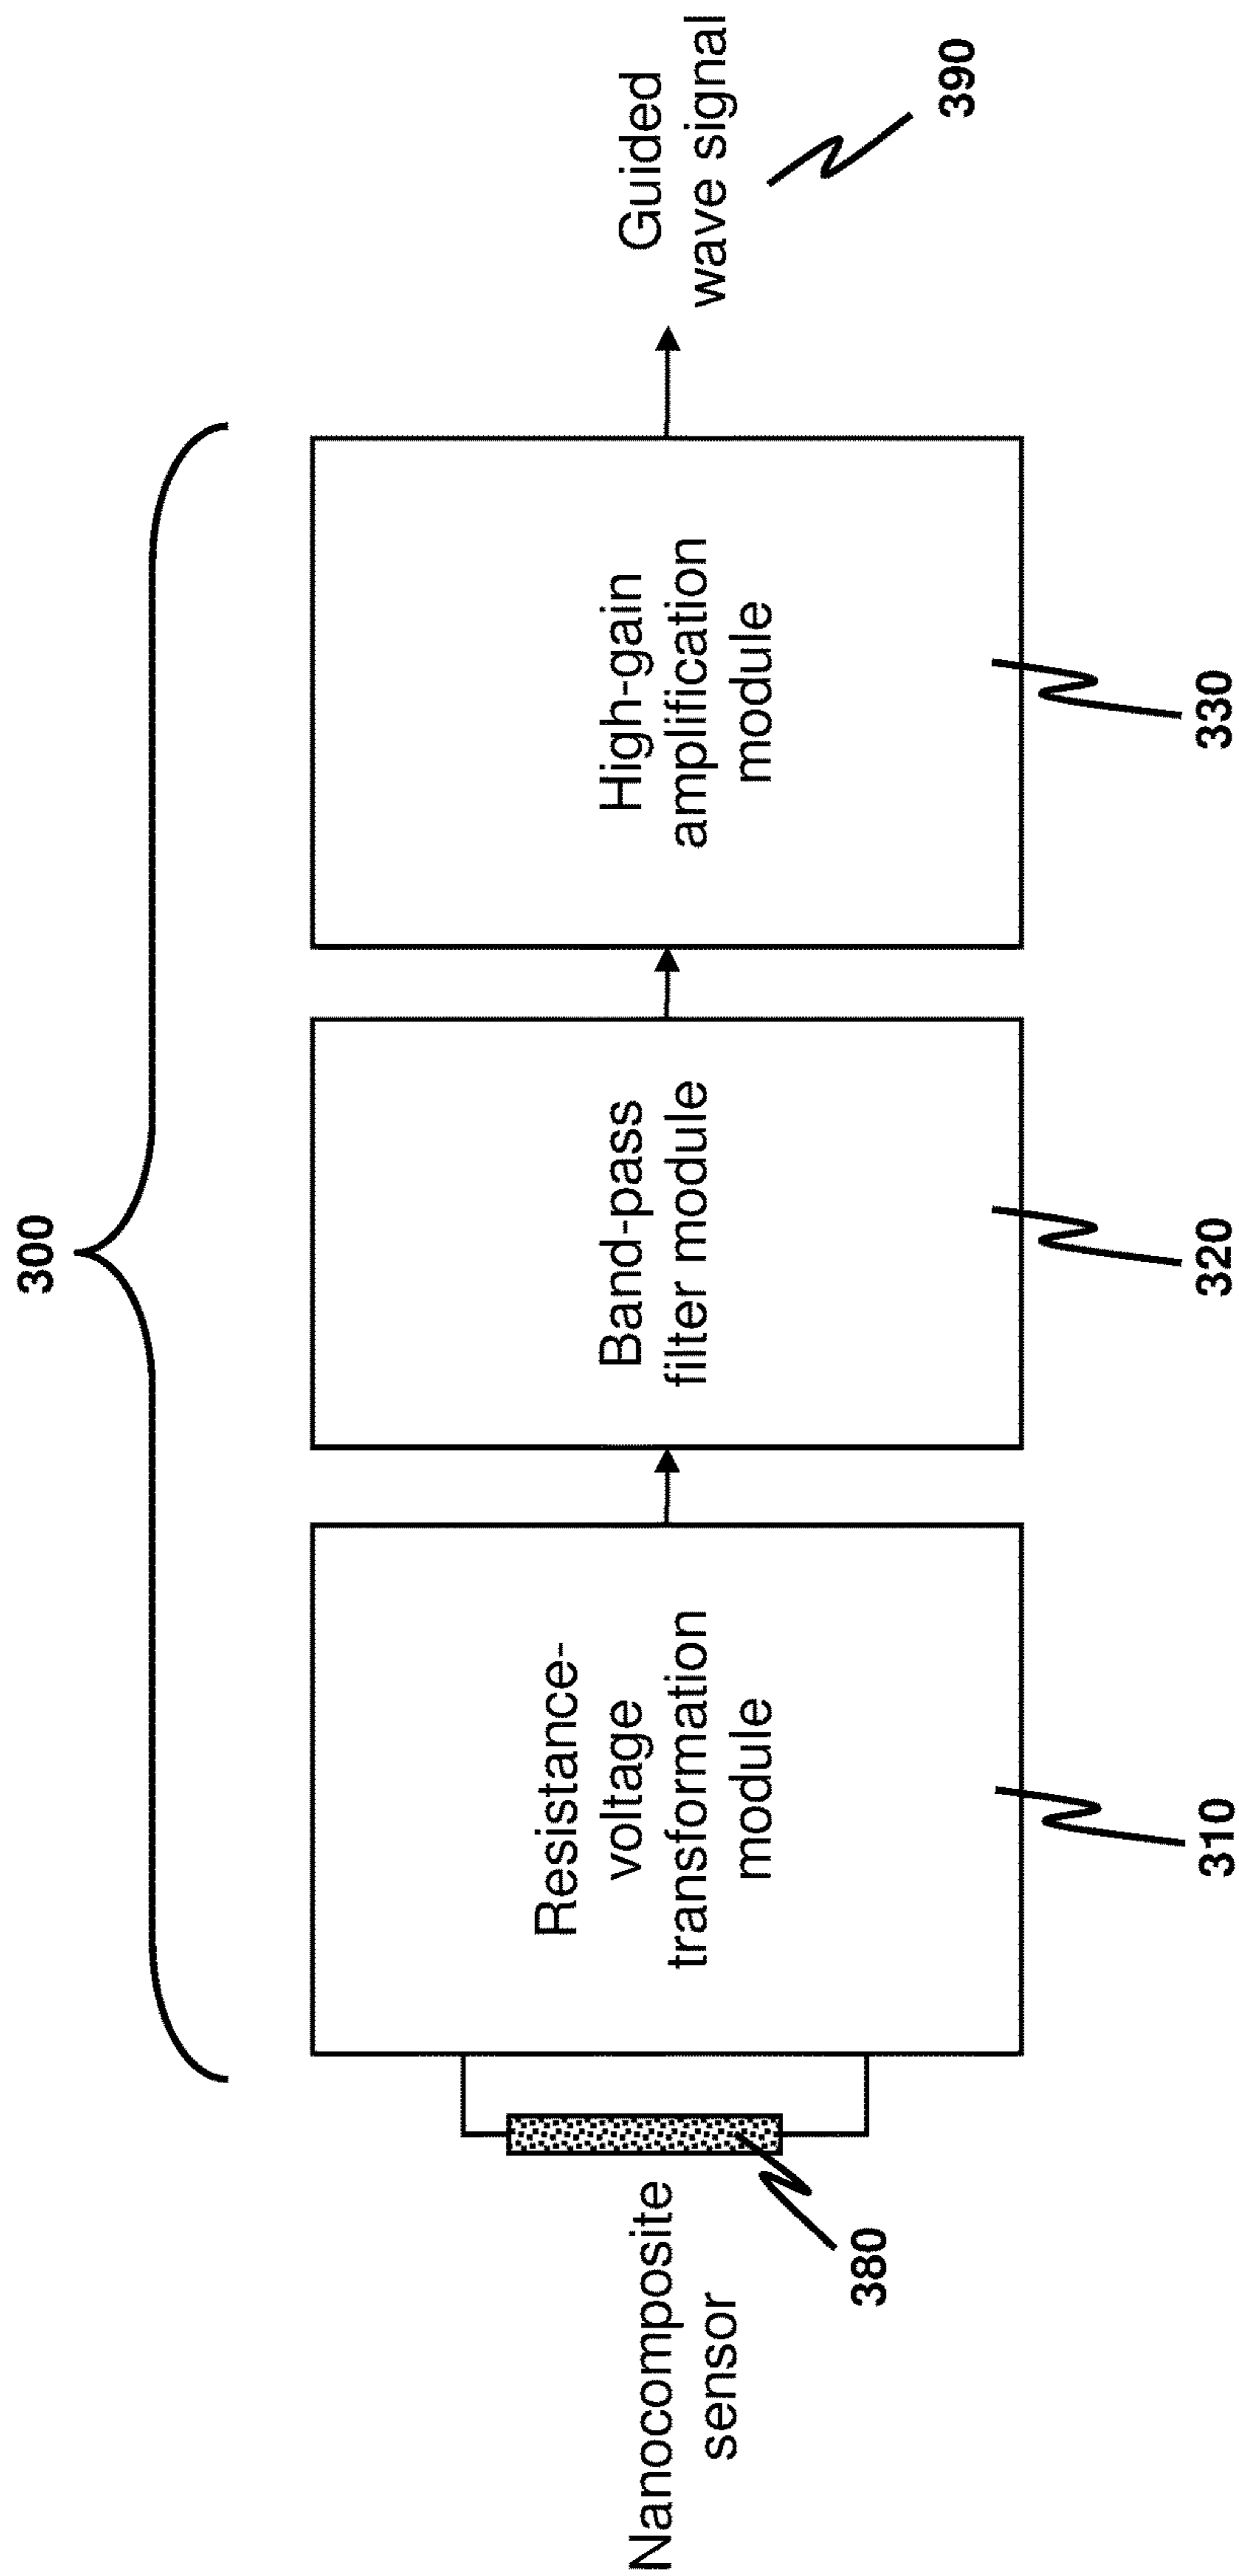 300
Nanocomposite
sensor
380
Resistance-
voltage
transformation
module
310
Band-pass
filter module
320
High-gain
amplification
module
330
Guided
wave signal
390